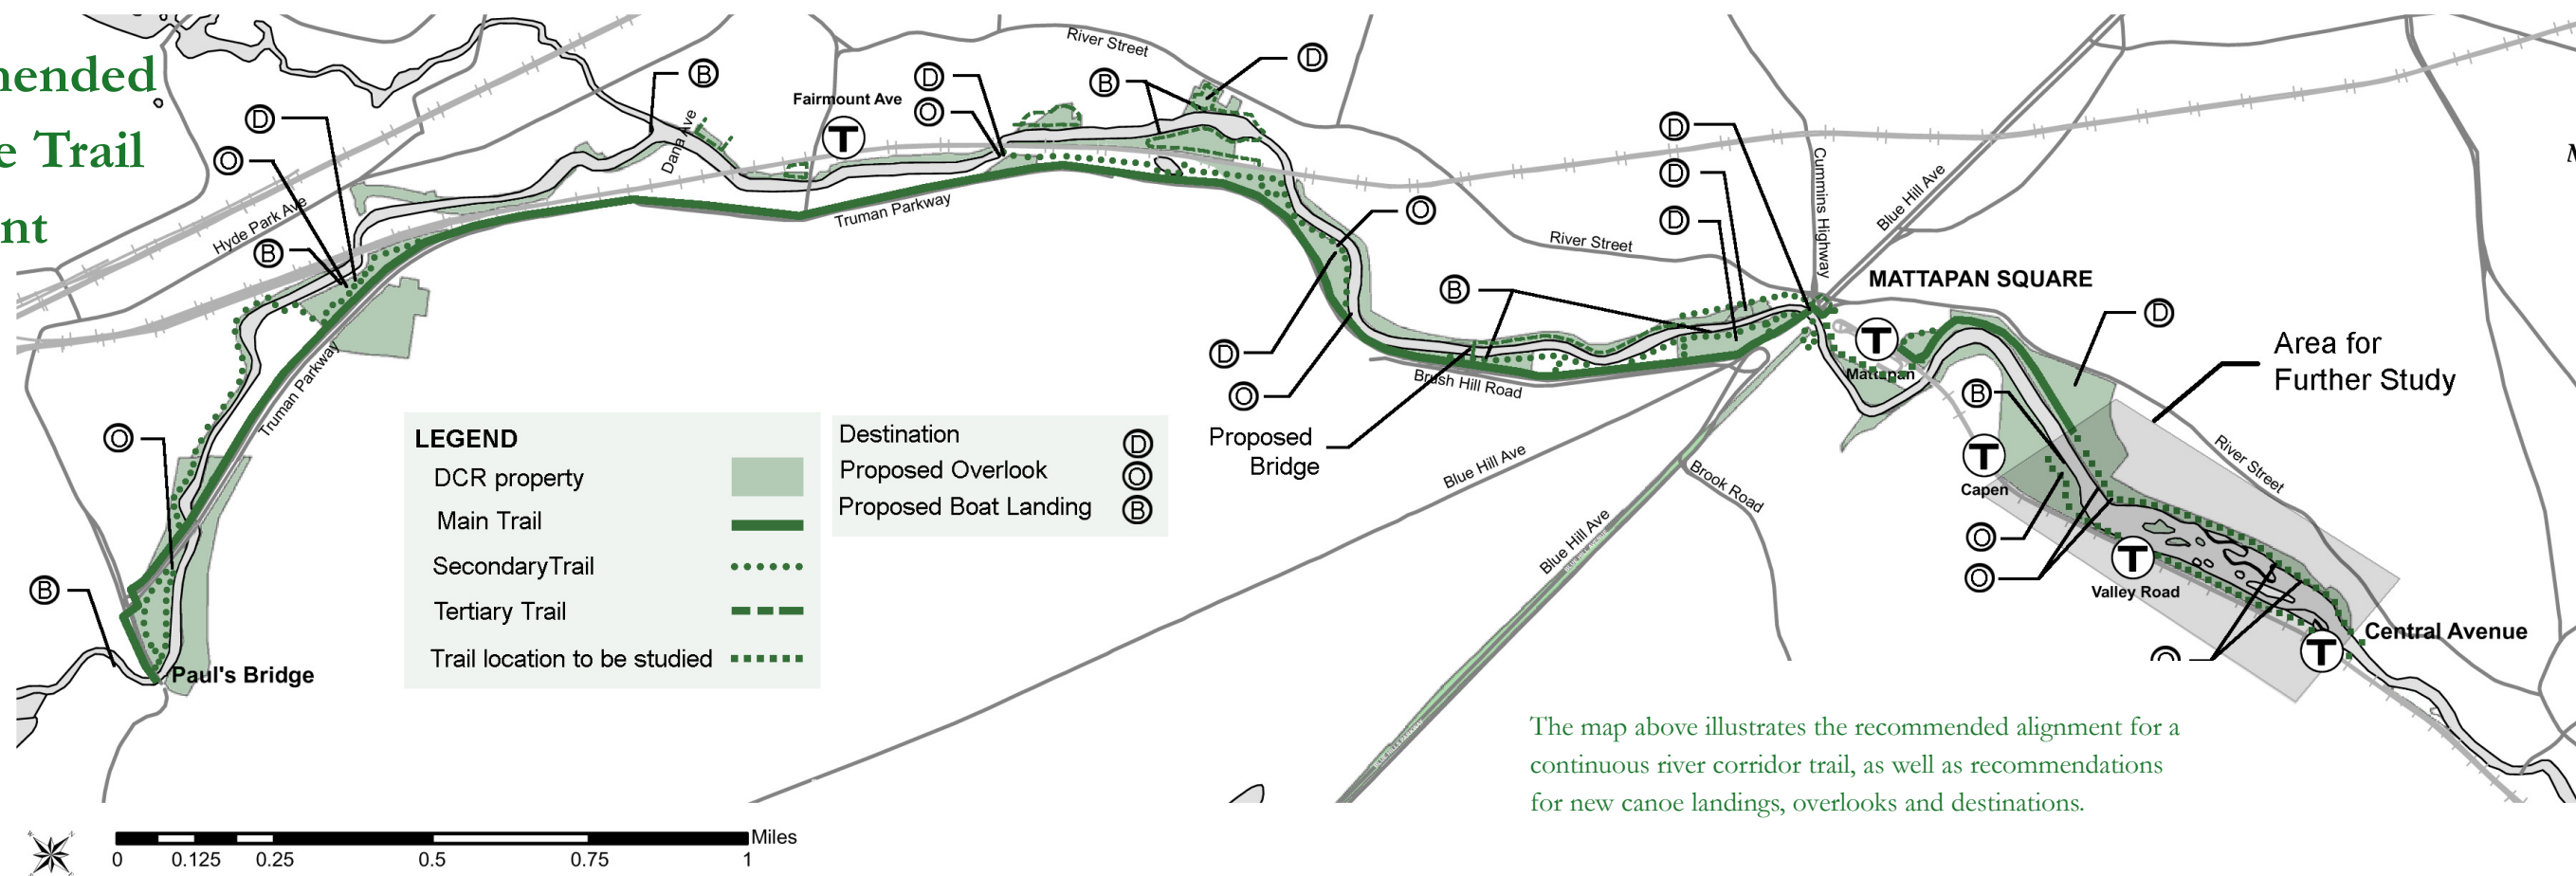 mended
e Trail
nt
River Street
D
B
D
Fairmount Ave
D
B
O
T
D
O
Dana Ave
D
D
D
Hyde Park Ave
B
Truman Parkway
O
River Street
Cummins Highway
Blue Hill Ave
MATTAPAN SQUARE
B
D
T
Mattapan
Truman Parkway
D
O
Brush Hill Road
B
Area for
Further Study
O
LEGEND
DCR property
Main Trail
SecondaryTrail
Tertiary Trail
Trail location to be studied
Destination D
Proposed Overlook O
Proposed Boat Landing B
Proposed
Bridge
Blue Hill Ave
Brook Road
T
Capen
River Street
Blue Hill Ave
O
O
T
Valley Road
B
Paul's Bridge
Central Avenue
T
O
The map above illustrates the recommended alignment for a
continuous river corridor trail, as well as recommendations
for new canoe landings, overlooks and destinations.
Miles
0 0.125 0.25 0.5 0.75 1